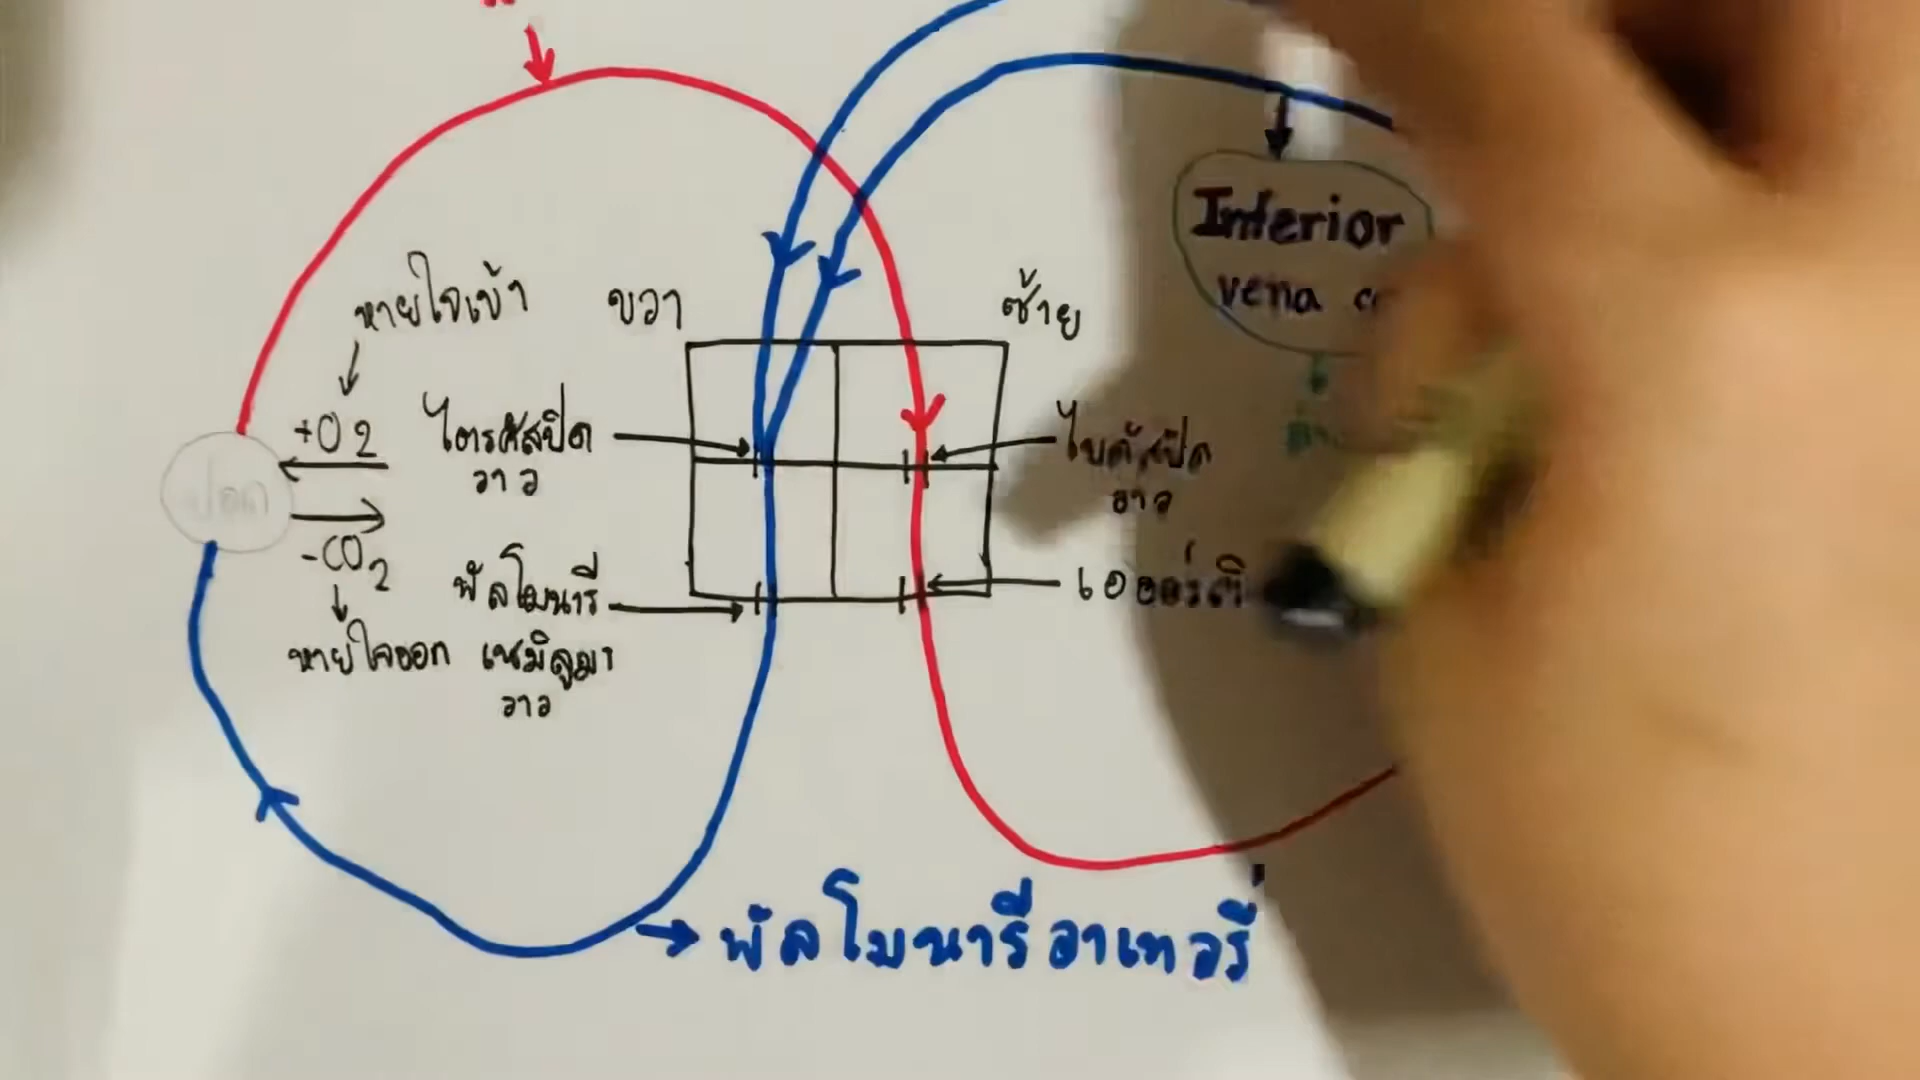 Inferior
vena
หายใจเข้า
ขวา
ซ้าย
+O2
ไตรคัสปิด
วาว
ไบคัสปิด
วาว
ปอด
-CO2
พัลโมนารี
เซมิลูนา
วาว
หายใจออก
พัลโมนารีอาเทอรี่